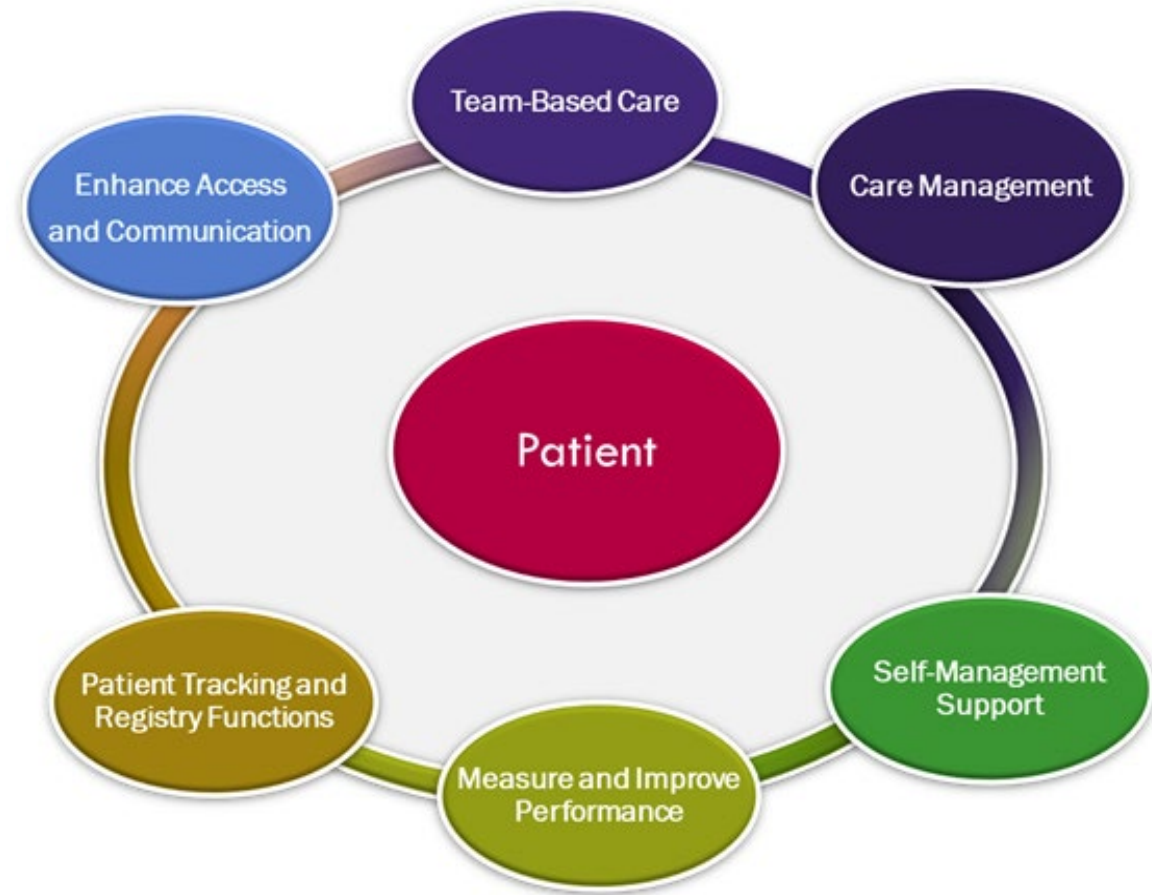 Team-Based Care
Care Management
Self-Management
Support
Measure and Improve
Performance
Patient Tracking and
Registry Functions
Enhance Access
and Communication
Patient